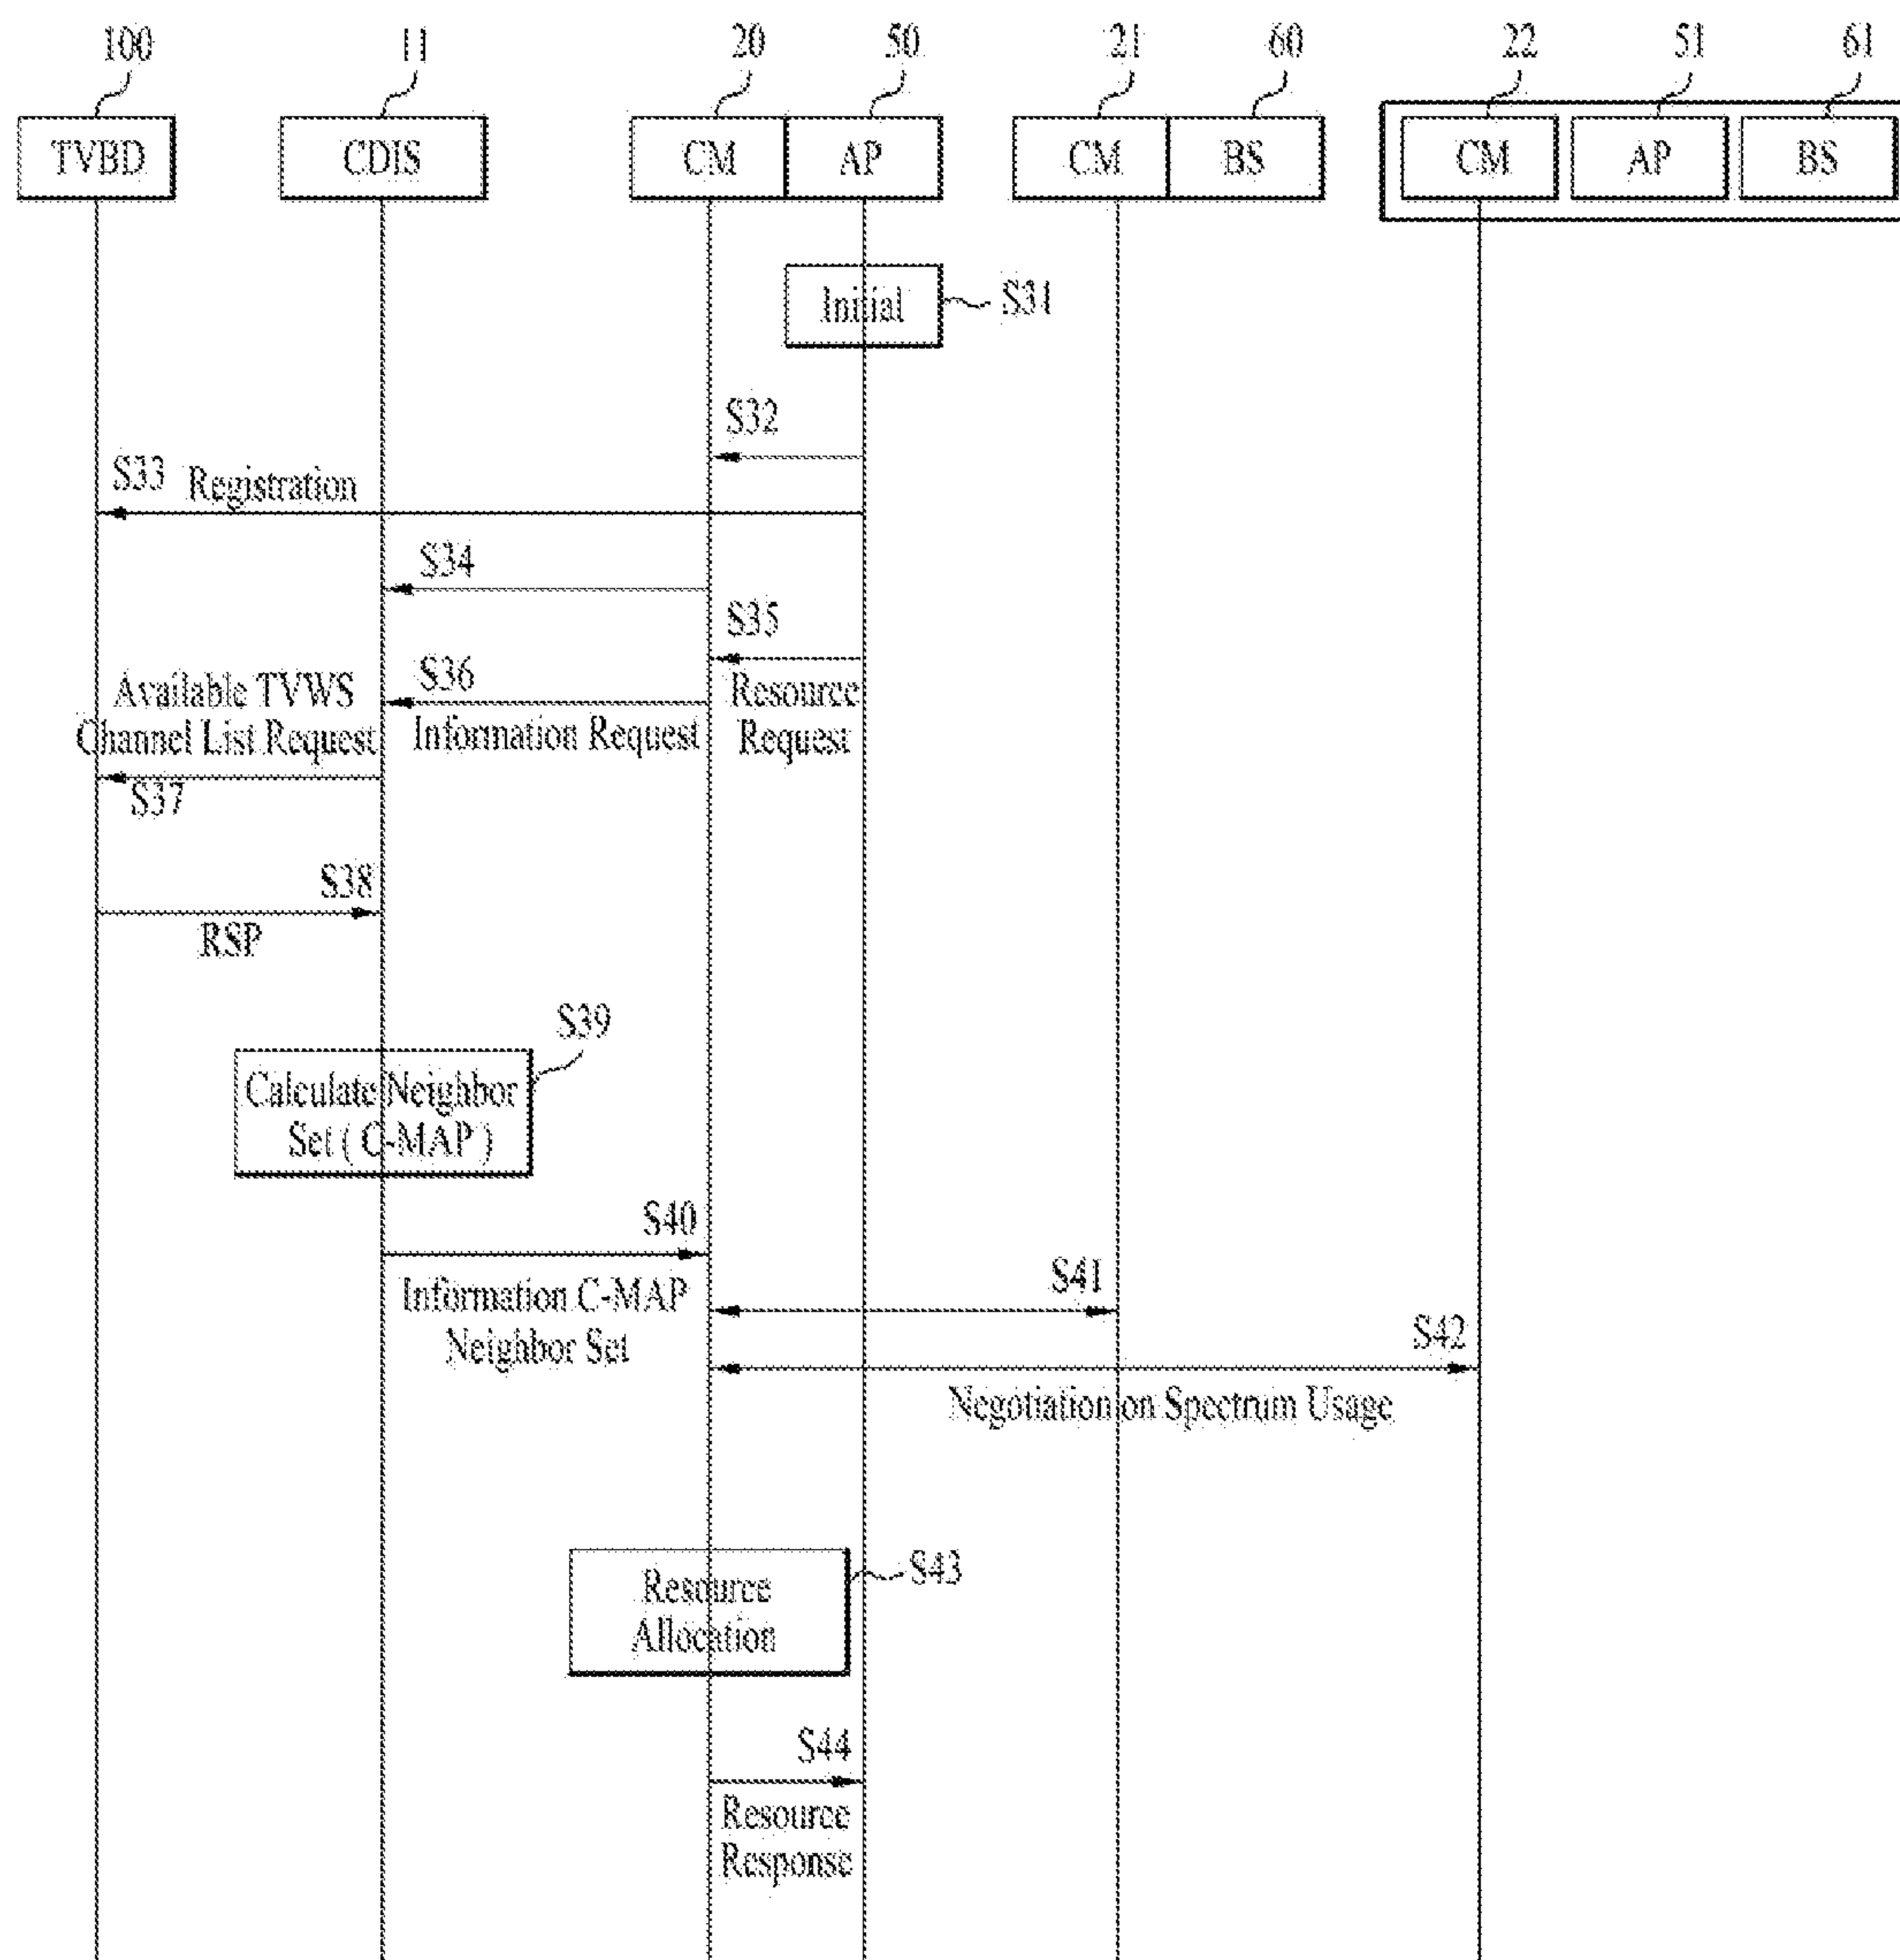 100 11 20 50 21 60 22 51 61
TVBD CDIS CM AP CM BS CM AP BS
Initial S31
S32
S33 Registration
S34
S35
S36
Available TVWS
Channel List Request
Information Request
Resource
Request
S37
S38
RSP
S39
Calculate Neighbor
Set ( C-MAP )
S40
Information C-MAP
Neighbor Set
S41
S42
Negotiation on Spectrum Usage
Resource
Allocation
S43
S44
Resource
Response